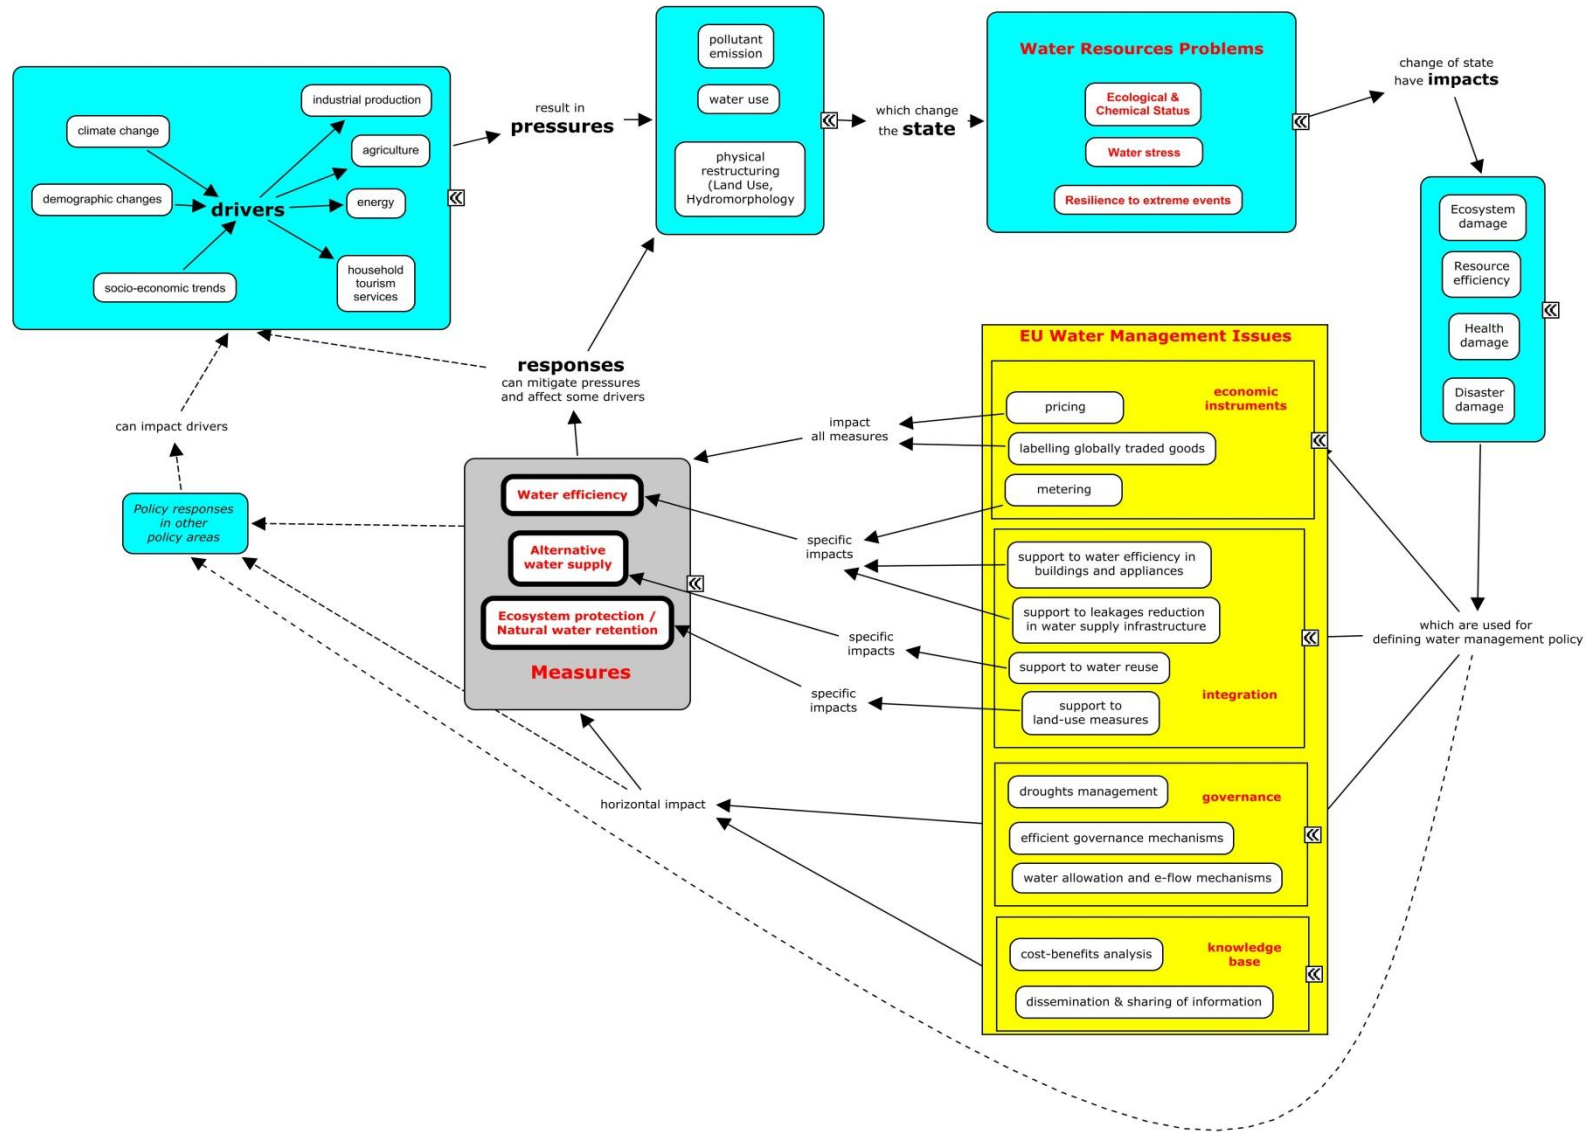 industrial production
climate change
agriculture
demographic changes
drivers
energy
socio-economic trends
household
tourism
services
result in
pressures
pollutant
emission
water use
physical
restructuring
(Land Use,
Hydromorphology
which change
the state
Water Resources Problems
Ecological &
Chemical Status
Water stress
Resilience to extreme events
change of state
have impacts
Ecosystem
damage
Resource
efficiency
Health
damage
Disaster
damage
responses
can mitigate pressures
and affect some drivers
can impact drivers
Policy responses
in other
policy areas
Water efficiency
Alternative
water supply
Ecosystem protection /
Natural water retention
Measures
impact
all measures
specific
impacts
specific
impacts
specific
impacts
horizontal impact
EU Water Management Issues
economic
instruments
pricing
labelling globally traded goods
metering
support to water efficiency in
buildings and appliances
support to leakages reduction
in water supply infrastructure
support to water reuse
integration
support to
land-use measures
droughts management
governance
efficient governance mechanisms
water allowation and e-flow mechanisms
cost-benefits analysis
knowledge
base
dissemination & sharing of information
which are used for
defining water management policy